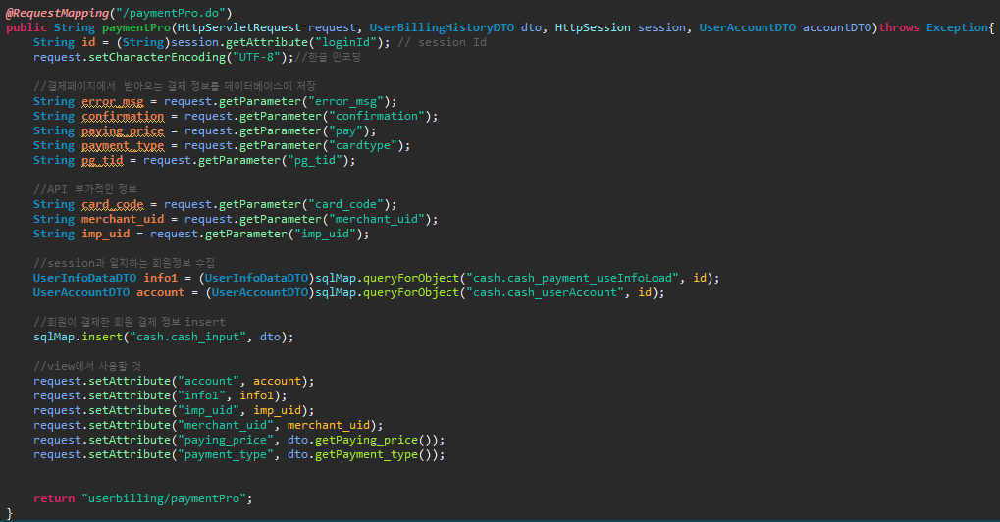 @RequestMapping("/paymentPro.do")
public String paymentPro(HttpServletRequest request, UserBillingHistoryDTO dto, HttpSession session, UserAccountDTO accountDTO)throws Exception{
    String id = (String)session.getAttribute("loginId"); // session Id
    request.setCharacterEncoding("UTF-8");//한글 인코딩

    //결제페이지에서 받아오는 결제 정보를 데이터베이스에 저장
    String error_msg = request.getParameter("error_msg");
    String confirmation = request.getParameter("confirmation");
    String paying_price = request.getParameter("pay");
    String payment_type = request.getParameter("cardtype");
    String pg_tid = request.getParameter("pg_tid");

    //API 부가적인 정보
    String card_code = request.getParameter("card_code");
    String merchant_uid = request.getParameter("merchant_uid");
    String imp_uid = request.getParameter("imp_uid");

    //session과 일치하는 회원정보 수집
    UserInfoDataDTO info1 = (UserInfoDataDTO)sqlMap.queryForObject("cash.cash_payment_useInfoLoad", id);
    UserAccountDTO account = (UserAccountDTO)sqlMap.queryForObject("cash.cash_userAccount", id);

    //회원이 결제한 회원 결제 정보 insert
    sqlMap.insert("cash.cash_input", dto);

    //view에서 사용할 것
    request.setAttribute("account", account);
    request.setAttribute("info1", info1);
    request.setAttribute("imp_uid", imp_uid);
    request.setAttribute("merchant_uid", merchant_uid);
    request.setAttribute("paying_price", dto.getPaying_price());
    request.setAttribute("payment_type", dto.getPayment_type());

    return "userbilling/paymentPro";
}